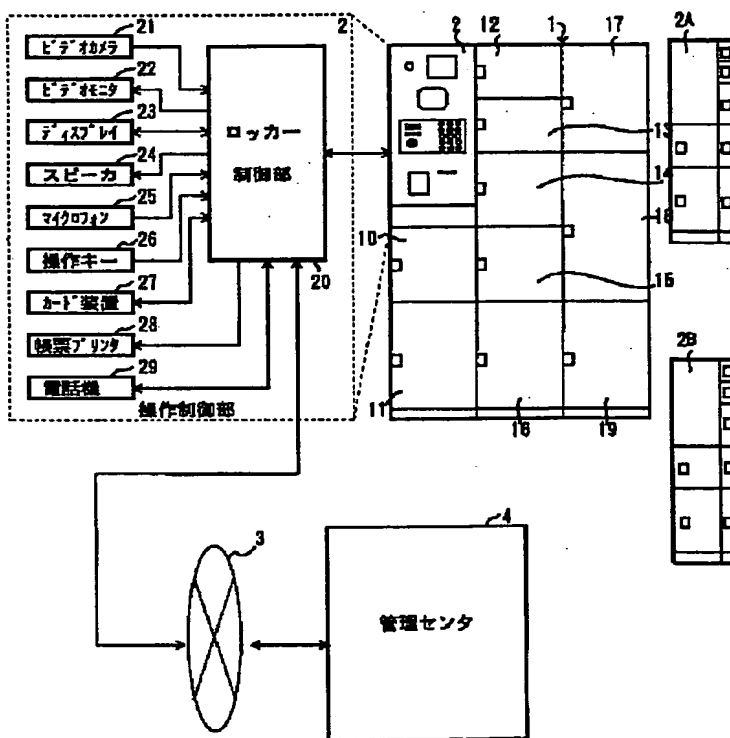 21
ビデオカメラ
22
ビデオモニタ
23
ディスプレイ
24
スピーカ
25
マイクロフォン
26
操作キー
27
カード装置
28
帳票プリンタ
29
電話機
ロッカー
制御部
20
操作制御部
2
2
12
1
17
13
14
18
10
15
11
16
19
2A
2B
3
4
管理センタ